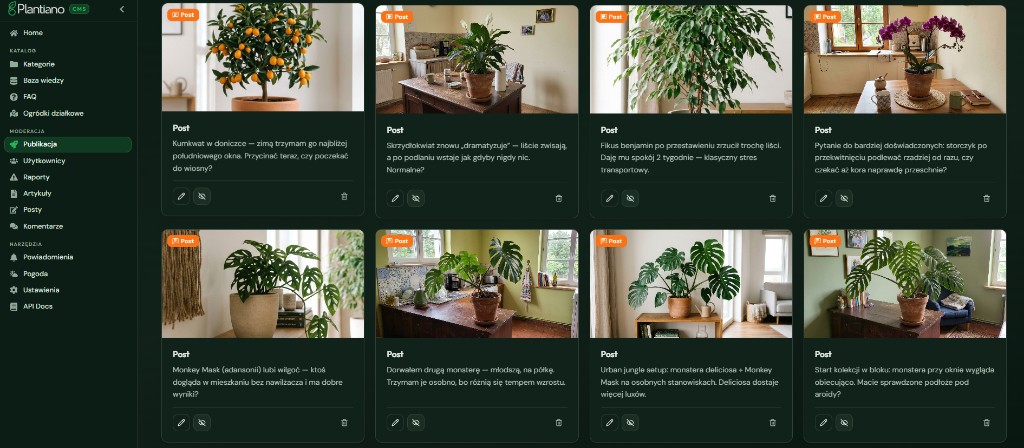 Plantiano CMS
Home
KATALOG
Kategorie
Baza wiedzy
FAQ
Ogródki działkowe
MODERACJA
Publikacja
Użytkownicy
Raporty
Artykuły
Posty
Komentarze
NARZĘDZIA
Powiadomienia
Pogoda
Ustawienia
API Docs
Post
Post
Kumkwat w doniczce — zimą trzymam go najbliżej
południowego okna. Przycinać teraz, czy poczekać
do wiosny?
Post
Post
Skrzydłokwiat znowu „dramatyzuje" — liście zwisają,
a po podlaniu wstaje jak gdyby nigdy nic.
Normalne?
Post
Post
Fikus benjamin po przestawieniu zrzucił trochę liści.
Daję mu spokój 2 tygodnie — klasyczny stres
transportowy.
Post
Post
Pytanie do bardziej doświadczonych: storczyk po
przekwitnięciu podlewać rzadziej od razu, czy
czekać aż kora naprawdę przeschnie?
Post
Post
Monkey Mask (adansonii) lubi wilgoć — ktoś
dogląda w mieszkaniu bez nawilżacza i ma dobre
wyniki?
Post
Post
Dorwałem drugą monsterę — młodszą, na półkę.
Trzymam je osobno, bo różnią się tempem wzrostu.
Post
Post
Urban jungle setup: monstera deliciosa + Monkey
Mask na osobnych stanowiskach. Deliciosa dostaje
więcej luxów.
Post
Post
Start kolekcji w bloku: monstera przy oknie wygląda
obiecująco. Macie sprawdzone podłoże pod
aroidy?